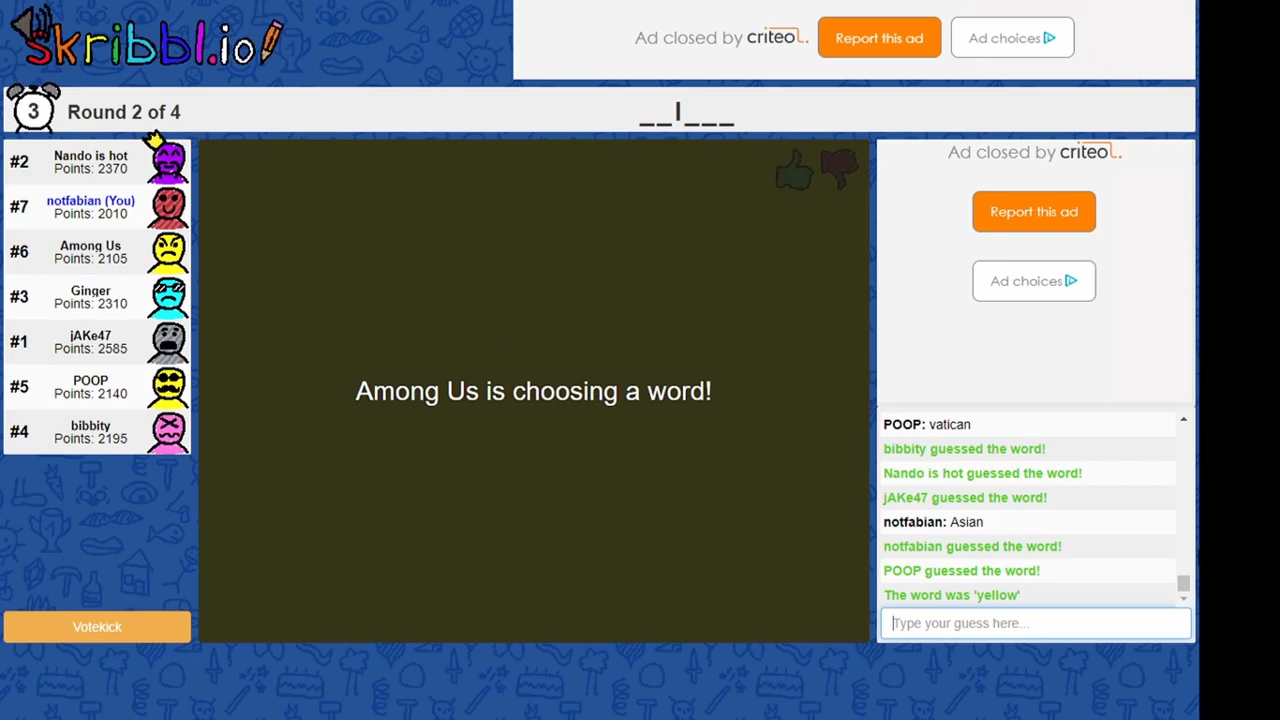 skribbl.io
Ad closed by criteo.
Report this ad
Ad choices
3
Round 2 of 4
__l___
#2
Nando is hot
Points: 2370
#7
notfabian (You)
Points: 2010
#6
Among Us
Points: 2105
#3
Ginger
Points: 2310
#1
jAKe47
Points: 2585
#5
POOP
Points: 2140
#4
bibbity
Points: 2195
Votekick
Among Us is choosing a word!
Ad closed by criteo.
Report this ad
Ad choices
POOP: vatican
bibbity guessed the word!
Nando is hot guessed the word!
jAKe47 guessed the word!
notfabian: Asian
notfabian guessed the word!
POOP guessed the word!
The word was 'yellow'
Type your guess here...